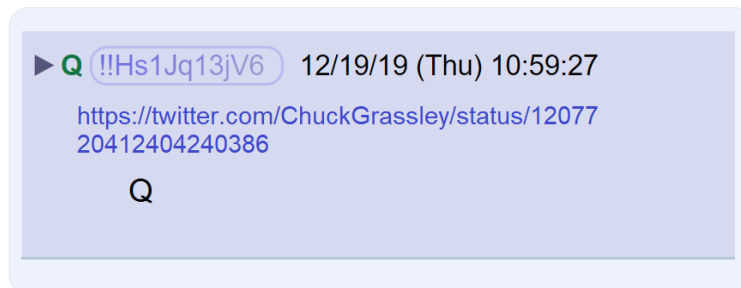 ▶ Q !!Hs1Jq13jV6 12/19/19 (Thu) 10:59:27
https://twitter.com/ChuckGrassley/status/12077
20412404240386
Q